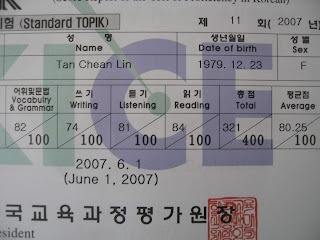 험 (Standard TOPIK) 제 11 회( 2007 년)
성 명 생년월일 성 별
Name Date of birth Sex
Tan Chean Lin 1979. 12. 23 F
어휘및문법 쓰 기 듣 기 읽 기 총 점 평균점
Vocabulry & Grammar Writing Listening Reading Total Average
82/100 74/100 81/100 84/100 321/400 80.25/100
KICE
2007. 6. 1
(June 1, 2007)
국교육과정평가원장
esident